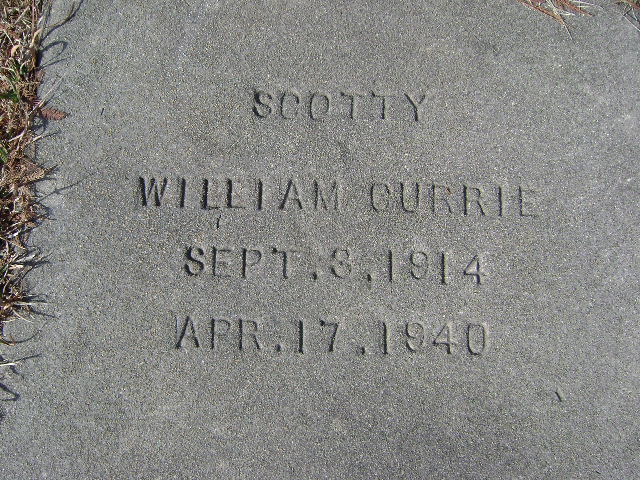 SCOTTY
WILLIAM CURRIE
SEPT. 3. 1914
APR. 17. 1940